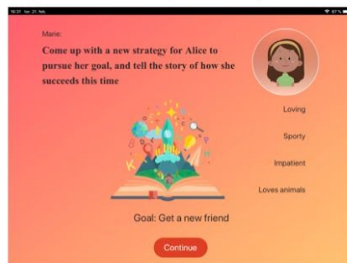 Marie:
Come up with a new strategy for Alice to
pursue her goal, and tell the story of how she
succeeds this time
Loving
Sporty
Impatient
Loves animals
Goal: Get a new friend
Continue